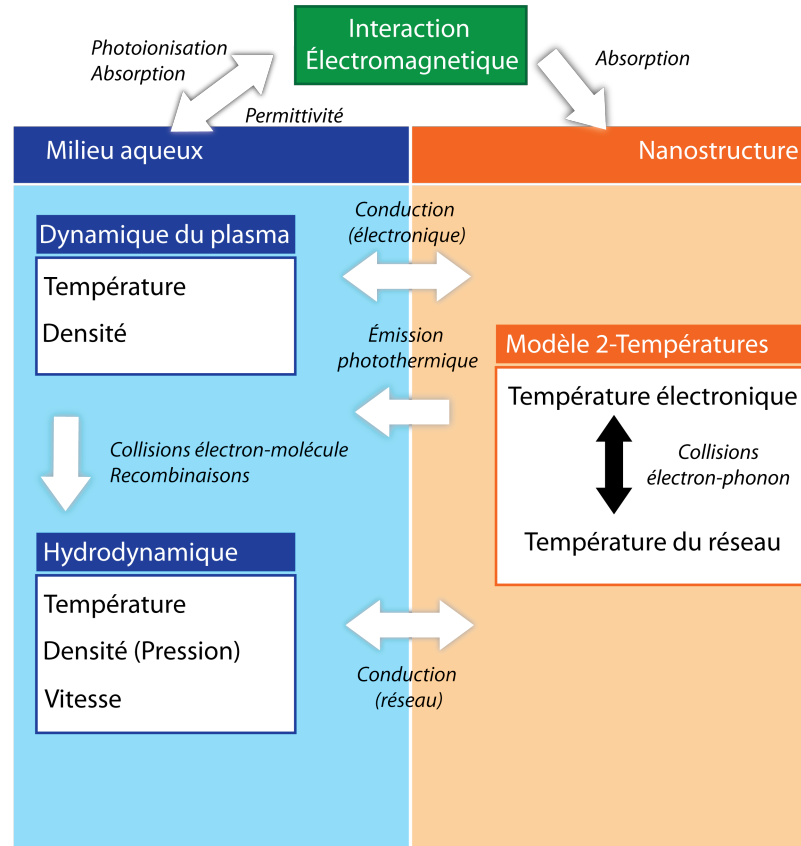 Interaction
Électromagnetique
Photoionisation
Absorption
Absorption
Permittivité
Milieu aqueux
Nanostructure
Dynamique du plasma
Température
Densité
Conduction
(électronique)
Émission
photothermique
Modèle 2-Températures
Température électronique
Collisions
électron-phonon
Température du réseau
Collisions électron-molécule
Recombinaisons
Hydrodynamique
Température
Densité (Pression)
Vitesse
Conduction
(réseau)